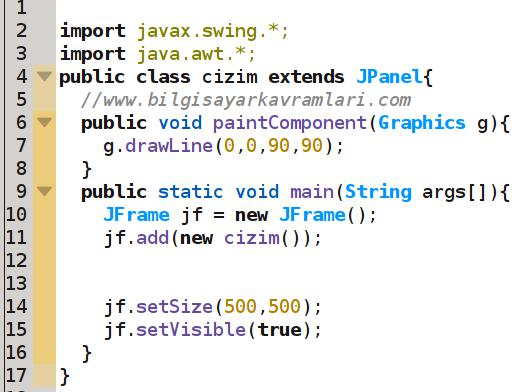 1
2 import javax.swing.*;
3 import java.awt.*;
4 public class cizim extends JPanel{
5 //www.bilgisayarkavramlari.com
6 public void paintComponent(Graphics g){
7 g.drawLine(0,0,90,90);
8 }
9 public static void main(String args[]){
10 JFrame jf = new JFrame();
11 jf.add(new cizim());
12
13
14 jf.setSize(500,500);
15 jf.setVisible(true);
16 }
17 }